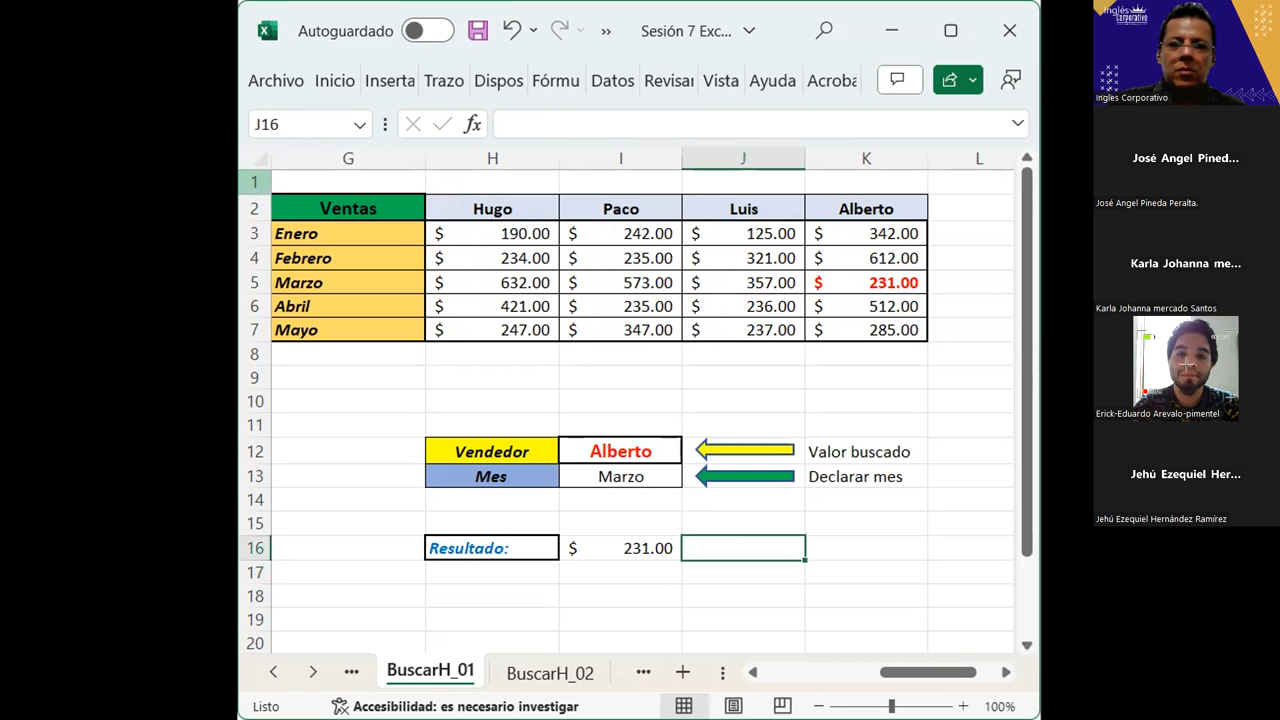 Autoguardado
Sesión 7 Exc...
Archivo Inicio Inserta Trazo Dispos Fórmu Datos Revisar Vista Ayuda Acroba
J16
fx
G H I J K L
1
2 Ventas Hugo Paco Luis Alberto
3 Enero $ 190.00 $ 242.00 $ 125.00 $ 342.00
4 Febrero $ 234.00 $ 235.00 $ 321.00 $ 612.00
5 Marzo $ 632.00 $ 573.00 $ 357.00 $ 231.00
6 Abril $ 421.00 $ 235.00 $ 236.00 $ 512.00
7 Mayo $ 247.00 $ 347.00 $ 237.00 $ 285.00
8
9
10
11
12 Vendedor Alberto Valor buscado
13 Mes Marzo Declarar mes
14
15
16 Resultado: $ 231.00
17
18
19
20
BuscarH_01 BuscarH_02
Listo Accesibilidad: es necesario investigar 100%
Inglés
Corporativo
Ingles Corporativo
José Angel Pined...
José Angel Pineda Peralta.
Karla Johanna me...
Karla Johanna mercado Santos
Erick-Eduardo Arevalo-pimentel
Jehú Ezequiel Her...
Jehú Ezequiel Hernández Ramírez